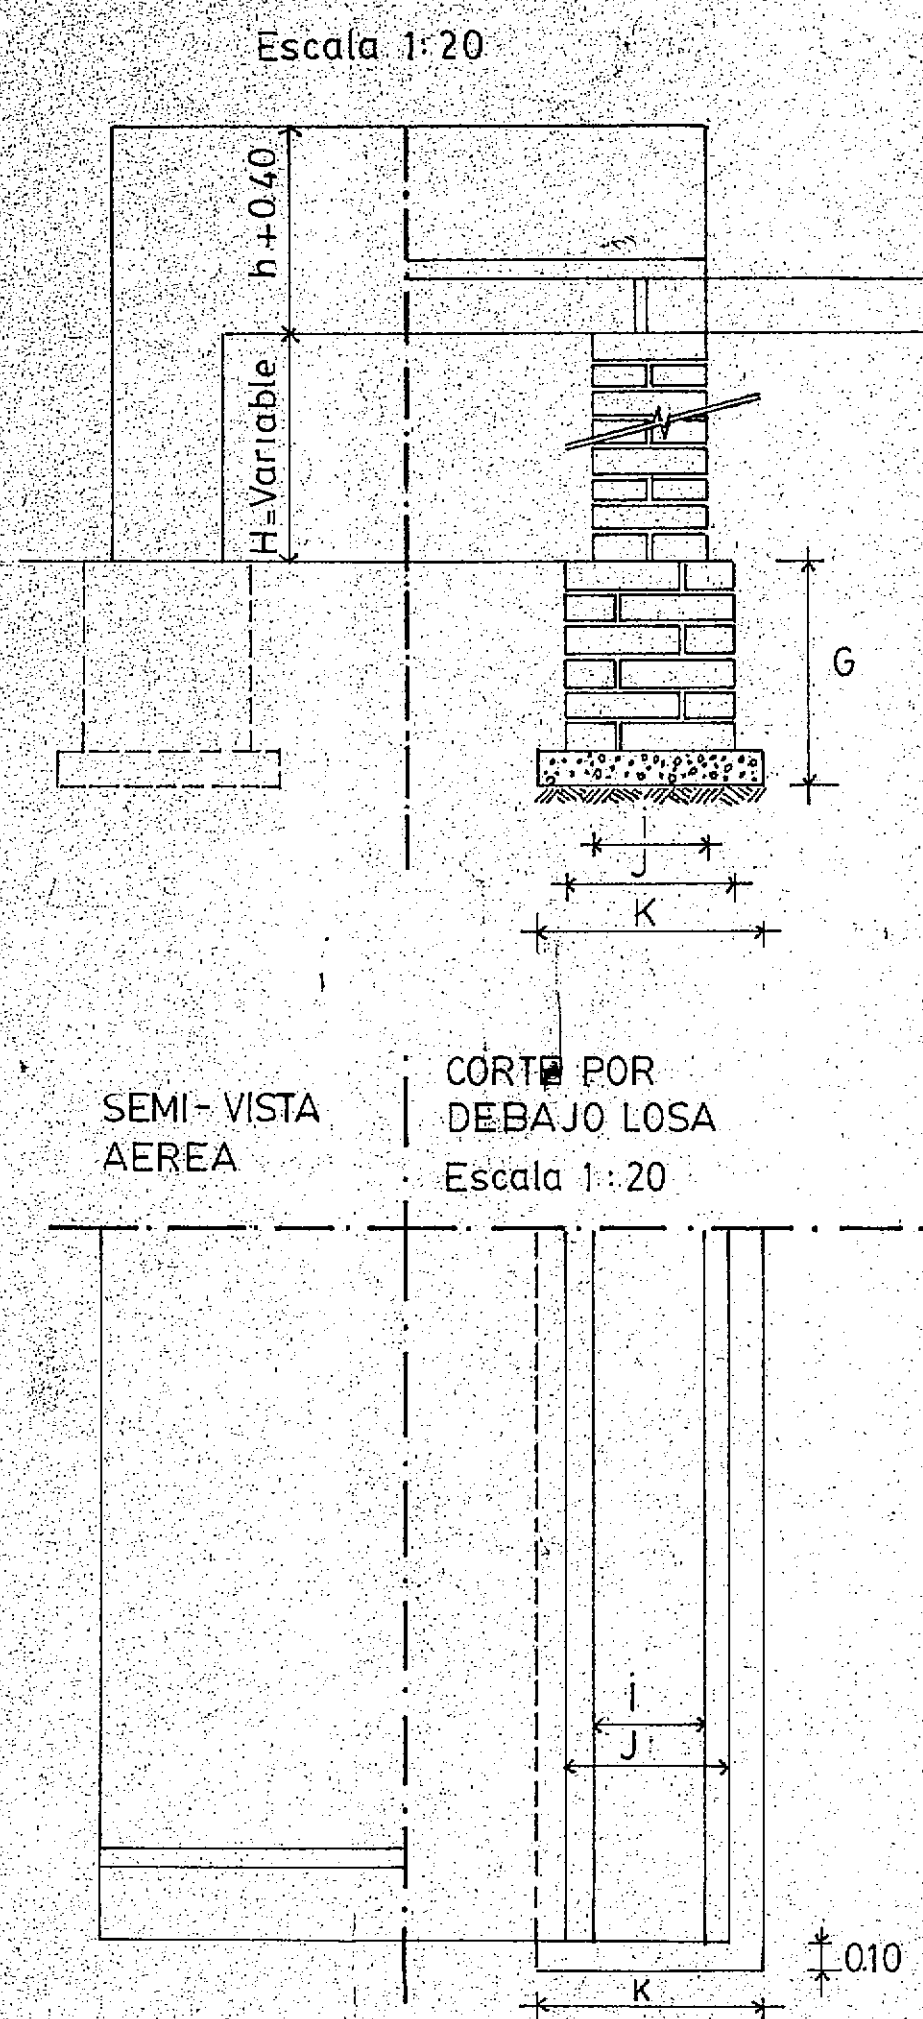 Escala 1:20
h+0.40
H=Variable
G
i
J
K
CORTE POR
DEBAJO LOSA
Escala 1:20
SEMI-VISTA
AEREA
i
J
0.10
K